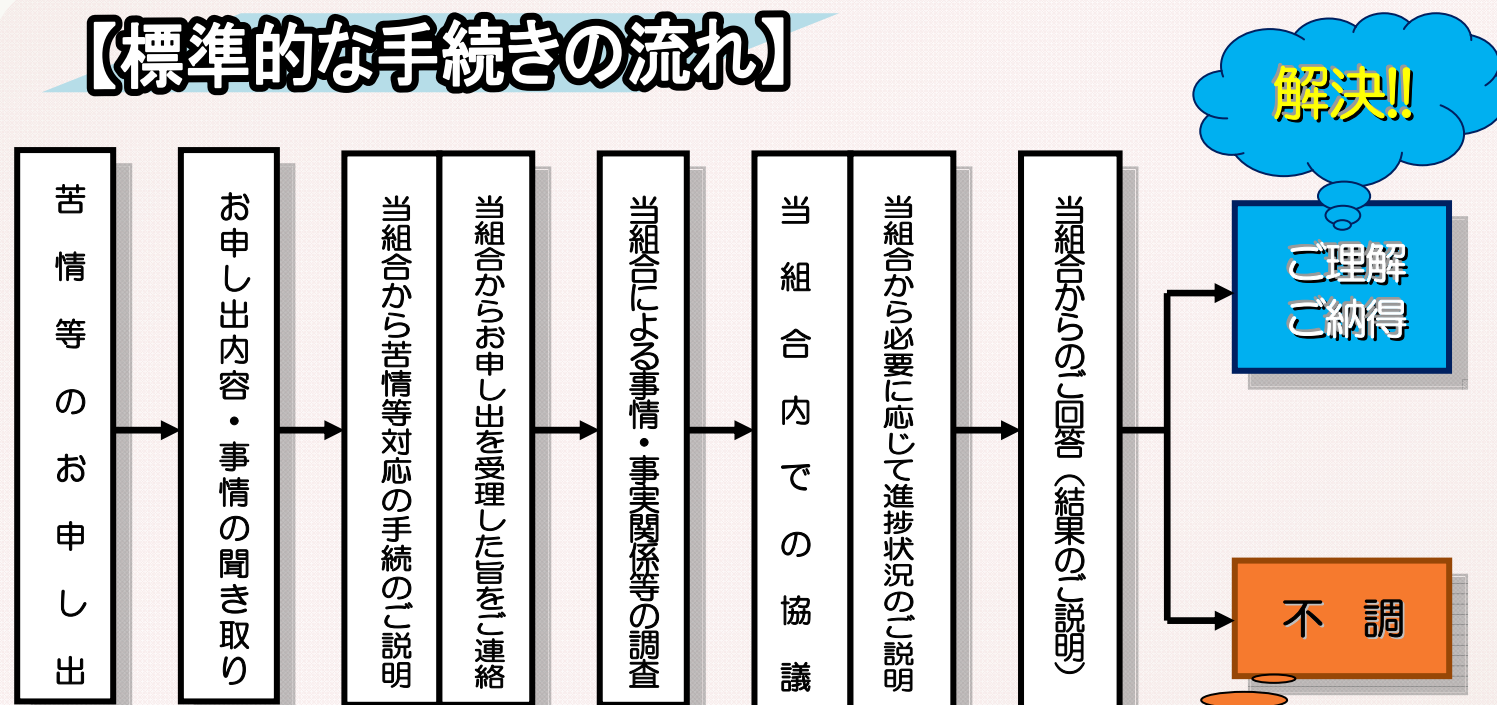 【標準的な手続きの流れ】
解決!!
苦情等のお申し出
お申し出内容・事情の聞き取り
当組合から苦情等対応の手続のご説明
当組合からお申し出を受理した旨をご連絡
当組合による事情・事実関係等の調査
当組合内での協議
当組合から必要に応じて進捗状況のご説明
当組合からのご回答（結果のご説明）
ご理解
ご納得
不　調